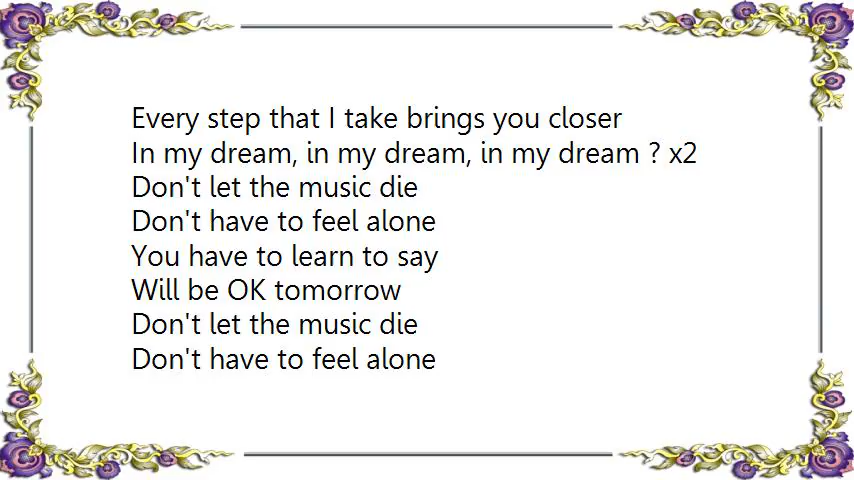 Every step that I take brings you closer
In my dream, in my dream, in my dream ? x2
Don't let the music die
Don't have to feel alone
You have to learn to say
Will be OK tomorrow
Don't let the music die
Don't have to feel alone